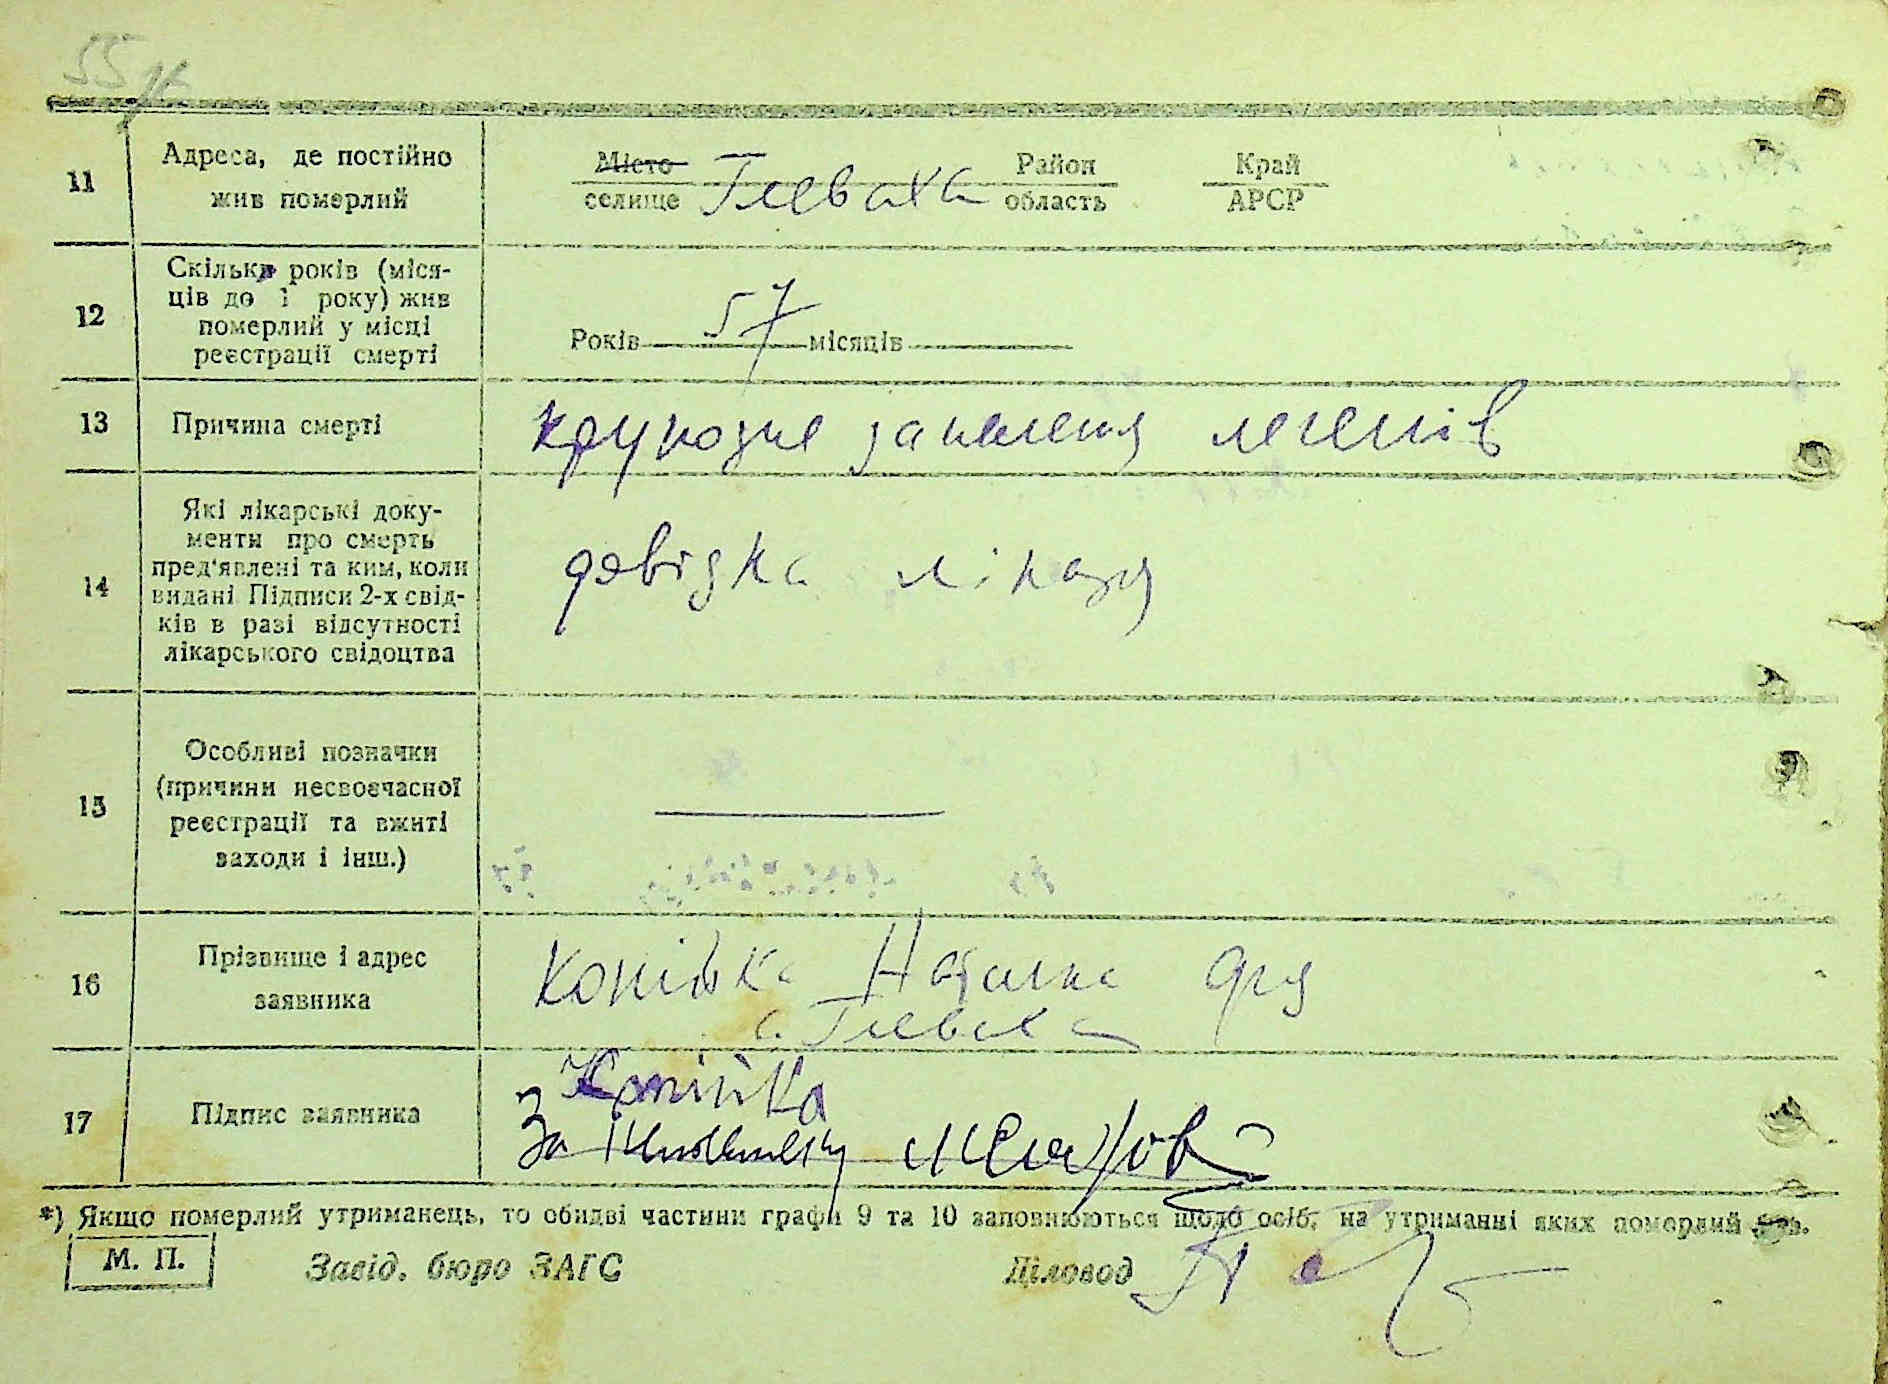 55
11
Адреса, де постійно
жив померлий
Місто Глеваха Район Край
селище область АРСР
12
Скільки років (міся-
ців до 1 року) жив
померлий у місці
реєстрації смерті
Років 57 місяців
13
Причина смерті
крупозне запалення легенів
14
Які лікарські доку-
менти про смерть
пред'явлені та ким, коли
видані Підписи 2-х свід-
ків в разі відсутності
лікарського свідоцтва
довідка лікаря
15
Особливі позначки
(причини несвоєчасної
реєстрації та вжиті
заходи і інш.)
16
Прізвище і адрес
заявника
Копійка Наталка
с. Глеваха
17
Підпис заявника
Копійка
За
*) Якщо померлий утриманець, то обидві частини графи 9 та 10 заповнюються щодо осіб, на утриманні яких померлий був.
М. П.
Завід. бюро ЗАГС
Діловод